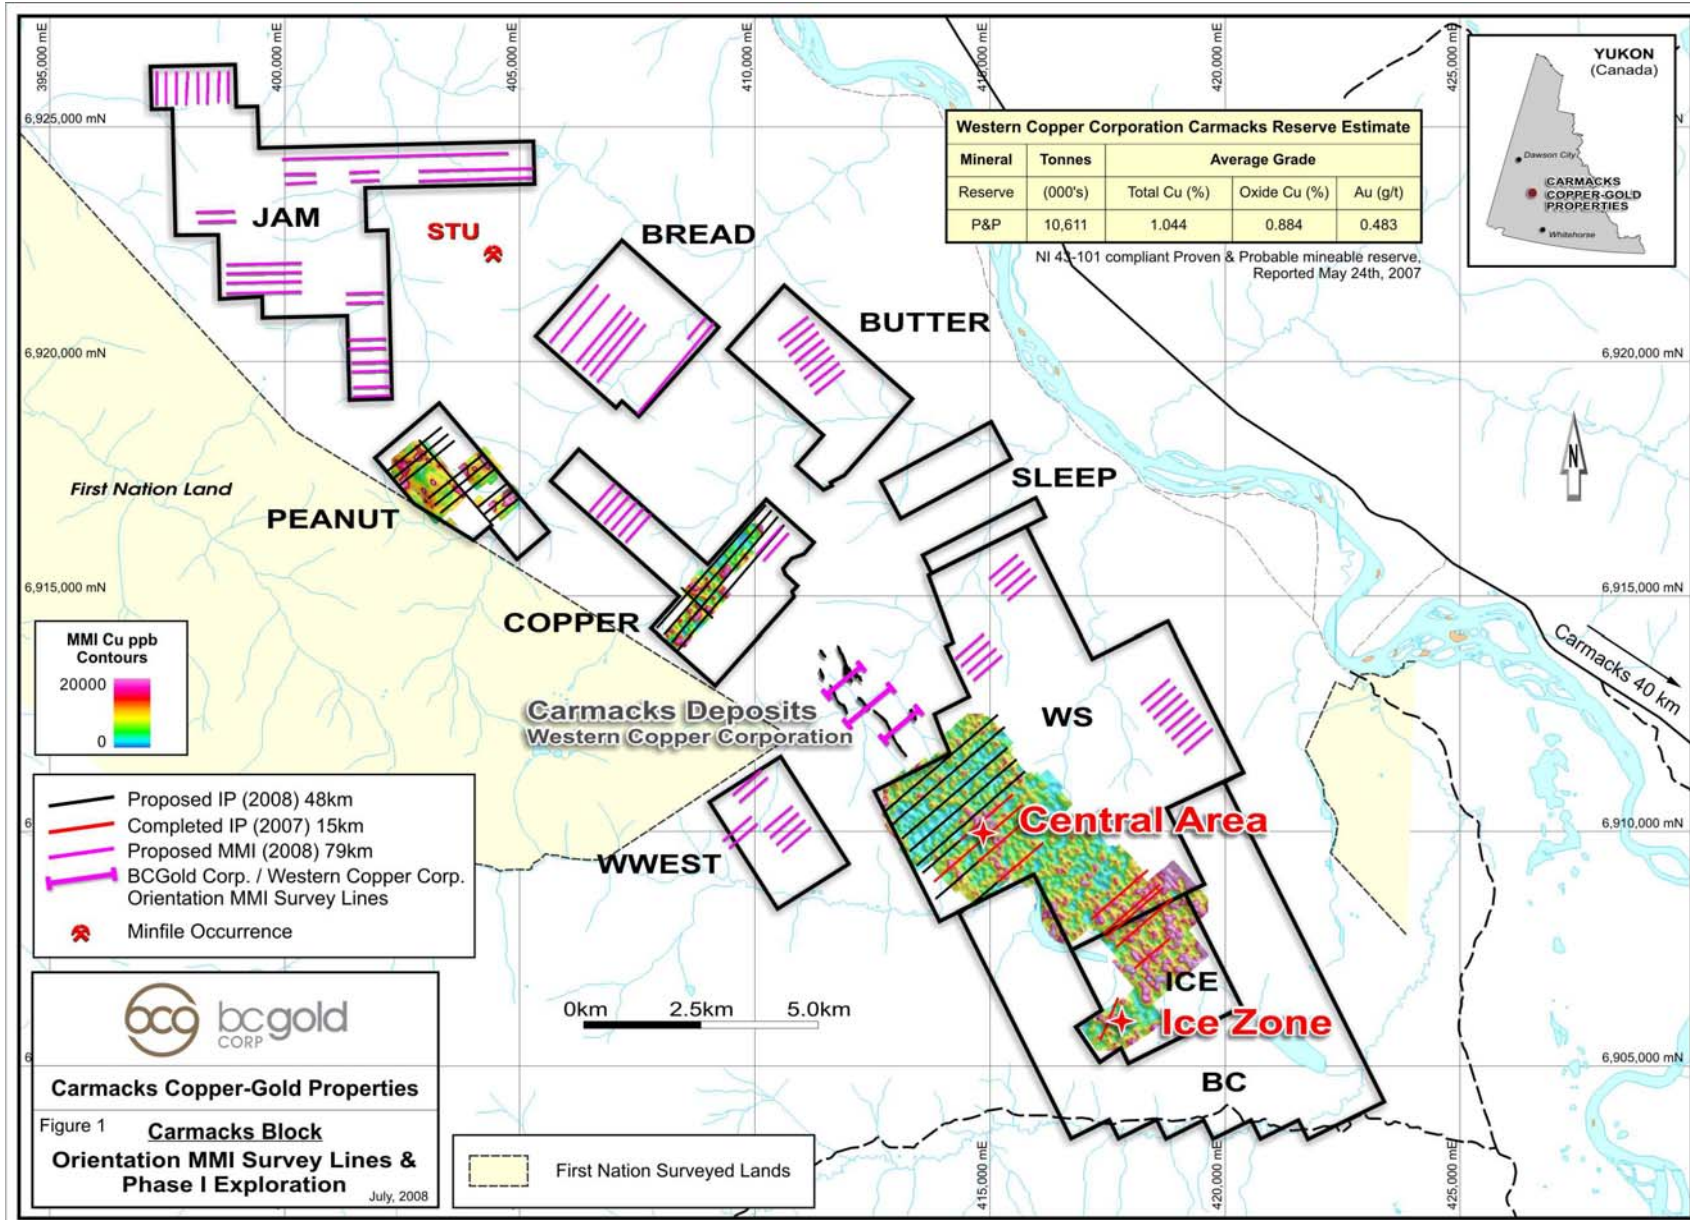 395,000 mE
400,000 mE
405,000 mE
410,000 mE
415,000 mE
420,000 mE
425,000 mE
6,925,000 mN
YUKON
(Canada)
Dawson City
CARMACKS
COPPER-GOLD
PROPERTIES
Whitehorse
Western Copper Corporation Carmacks Reserve Estimate
Mineral Tonnes Average Grade
Reserve (000's) Total Cu (%) Oxide Cu (%) Au (g/t)
P&P 10,611 1.044 0.884 0.483
NI 43-101 compliant Proven & Probable mineable reserve,
Reported May 24th, 2007
JAM
STU
BREAD
BUTTER
6,920,000 mN
6,920,000 mN
SLEEP
N
First Nation Land
PEANUT
6,915,000 mN
6,915,000 mN
COPPER
MMI Cu ppb
Contours
20000
0
Carmacks 40 km
Carmacks Deposits
Western Copper Corporation
WS
Proposed IP (2008) 48km
Completed IP (2007) 15km
Proposed MMI (2008) 79km
BCGold Corp. / Western Copper Corp.
Orientation MMI Survey Lines
Minfile Occurrence
Central Area
6,910,000 mN
WWEST
ICE
Ice Zone
0km 2.5km 5.0km
6,905,000 mN
BC
bcg bcgold
CORP
Carmacks Copper-Gold Properties
Figure 1
Carmacks Block
Orientation MMI Survey Lines &
Phase I Exploration
July, 2008
First Nation Surveyed Lands
415,000 mE
420,000 mE
425,000 mE